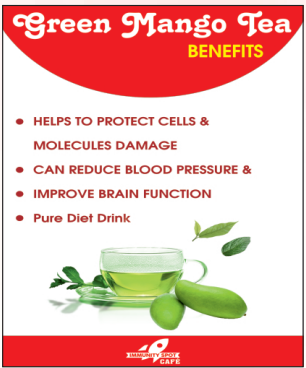 Green Mango Tea
BENEFITS
HELPS TO PROTECT CELLS &
MOLECULES DAMAGE
CAN REDUCE BLOOD PRESSURE &
IMPROVE BRAIN FUNCTION
Pure Diet Drink
IMMUNITY SPOT
CAFE